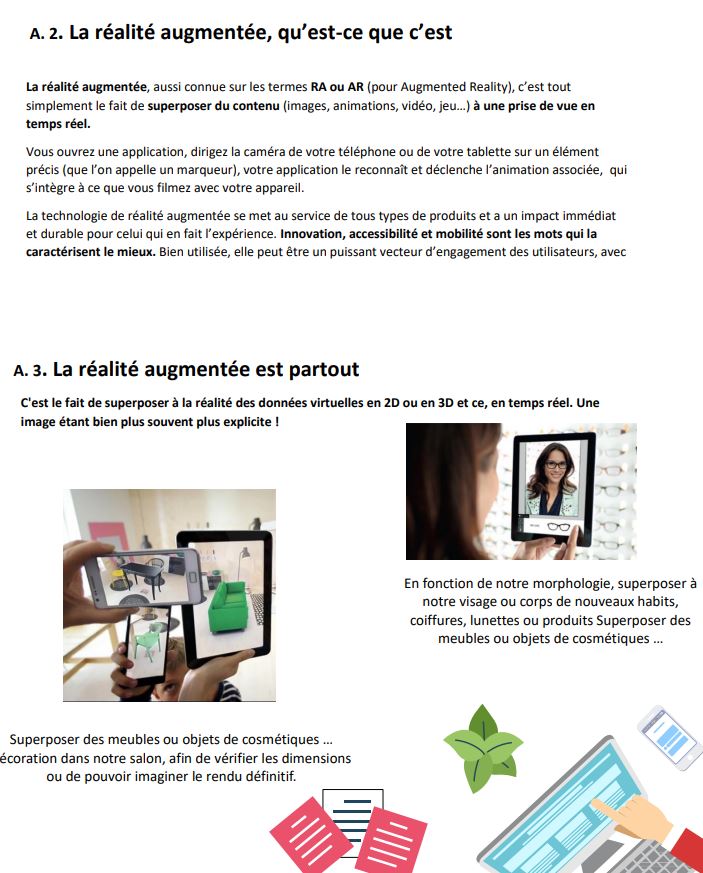 A. 2. La réalité augmentée, qu’est-ce que c’est
La réalité augmentée, aussi connue sur les termes RA ou AR (pour Augmented Reality), c’est tout
simplement le fait de superposer du contenu (images, animations, vidéo, jeu…) à une prise de vue en
temps réel.
Vous ouvrez une application, dirigez la caméra de votre téléphone ou de votre tablette sur un élément
précis (que l’on appelle un marqueur), votre application le reconnaît et déclenche l’animation associée, qui
s’intègre à ce que vous filmez avec votre appareil.
La technologie de réalité augmentée se met au service de tous types de produits et a un impact immédiat
et durable pour celui qui en fait l’expérience. Innovation, accessibilité et mobilité sont les mots qui la
caractérisent le mieux. Bien utilisée, elle peut être un puissant vecteur d’engagement des utilisateurs, avec
A. 3. La réalité augmentée est partout
C'est le fait de superposer à la réalité des données virtuelles en 2D ou en 3D et ce, en temps réel. Une
image étant bien plus souvent plus explicite !
En fonction de notre morphologie, superposer à
notre visage ou corps de nouveaux habits,
coiffures, lunettes ou produits Superposer des
meubles ou objets de cosmétiques …
Superposer des meubles ou objets de cosmétiques …
écoration dans notre salon, afin de vérifier les dimensions
ou de pouvoir imaginer le rendu définitif.